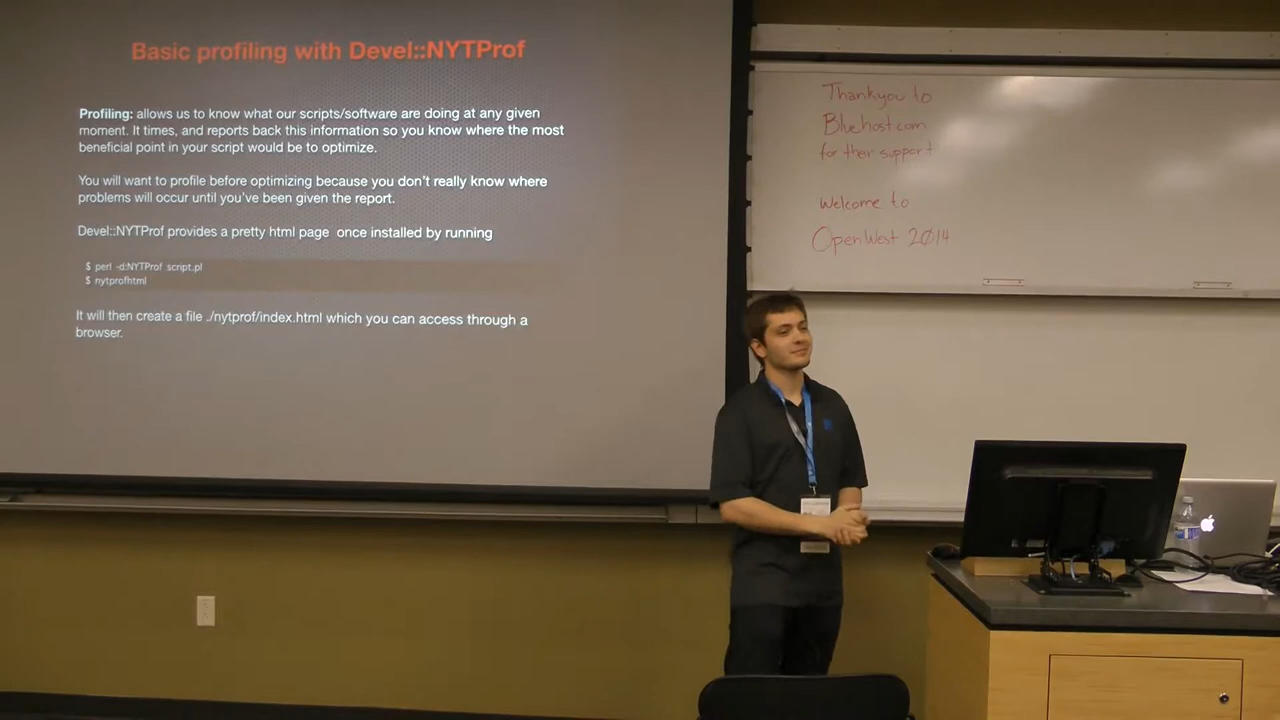 Basic profiling with Devel::NYTProf
Profiling: allows us to know what our scripts/software are doing at any given
moment. It times, and reports back this information so you know where the most
beneficial point in your script would be to optimize.
You will want to profile before optimizing because you don't really know where
problems will occur until you've been given the report.
Devel::NYTProf provides a pretty html page once installed by running
$ perl -d:NYTProf script.pl
$ nytprofhtml
It will then create a file ./nytprof/index.html which you can access through a
browser.
Thankyou to
Bluehost.com
for their support
Welcome to
OpenWest 2014